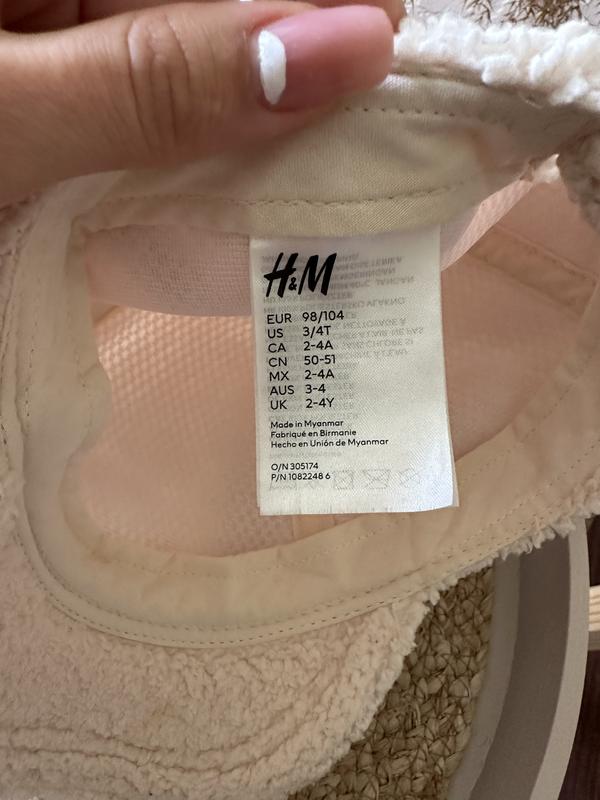 H&M
EUR 98/104
US 3/4T
CA 2-4A
CN 50-51
MX 2-4A
AUS 3-4
UK 2-4Y
Made in Myanmar
Fabriqué en Birmanie
Hecho en Unión de Myanmar
O/N 305174
P/N 1082248 6